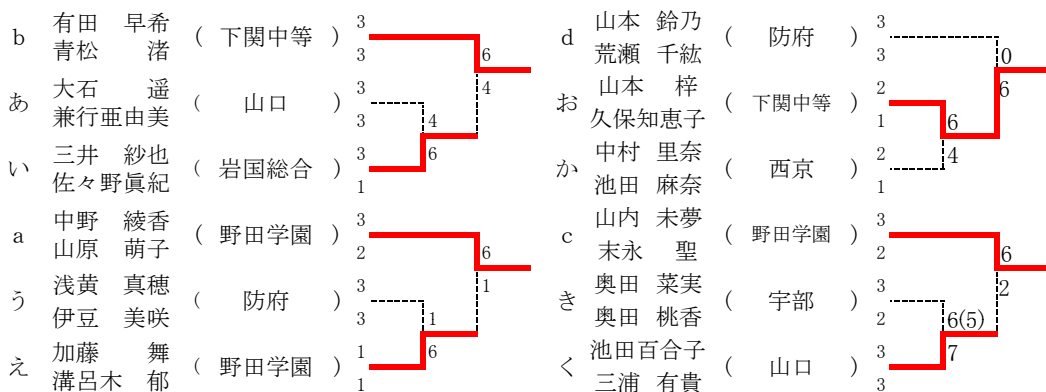 b 有田 早希 青松 渚 ( 下関中等 ) 3 3
6
4
あ 大石 遥 兼行亜由美 ( 山口 ) 3 3
4
6
い 三井 紗也 佐々野眞紀 ( 岩国総合 ) 3 1
a 中野 綾香 山原 萌子 ( 野田学園 ) 3 2
6
1
う 浅黄 真穂 伊豆 美咲 ( 防府 ) 3 3
1
6
え 加藤 舞 溝呂木 郁 ( 野田学園 ) 1 1
d 山本 鈴乃 荒瀬 千紘 ( 防府 ) 3 3
0
6
お 山本 梓 久保知恵子 ( 下関中等 ) 2 1
6
4
か 中村 里奈 池田 麻奈 ( 西京 ) 2 1
c 山内 未夢 末永 聖 ( 野田学園 ) 3 2
6
2
き 奥田 菜実 奥田 桃香 ( 宇部 ) 3 2
6(5)
7
く 池田百合子 三浦 有貴 ( 山口 ) 3 3